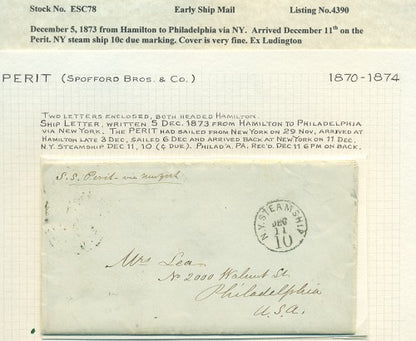 Stock No. ESC78 Early Ship Mail Listing No.4390
December 5, 1873 from Hamilton to Philadelphia via NY. Arrived December 11th on the
Perit. NY steam ship 10c due marking. Cover is very fine. Ex Ludington
PERIT (SPOFFORD BROS. & CO.) 1870-1874
TWO LETTERS ENCLOSED, BOTH HEADED HAMILTON.
SHIP LETTER, WRITTEN 5 DEC. 1873 FROM HAMILTON TO PHILADELPHIA
VIA NEW YORK. THE PERIT HAD SAILED FROM NEW YORK ON 29 NOV, ARRIVED AT
HAMILTON LATE 3 DEC, SAILED 6 DEC AND ARRIVED BACK AT NEW YORK ON 11 DEC.
N.Y. STEAMSHIP DEC 11, 10 (¢ DUE). PHILAD'A. PA, REC'D. DEC 11 6 PM ON BACK.
S.S. Perit - via Newyork
N.Y. STEAMSHIP
DEC
11
10
Mrs Lea
No 2000 Walnut St.
Philadelphia
U.S.A.